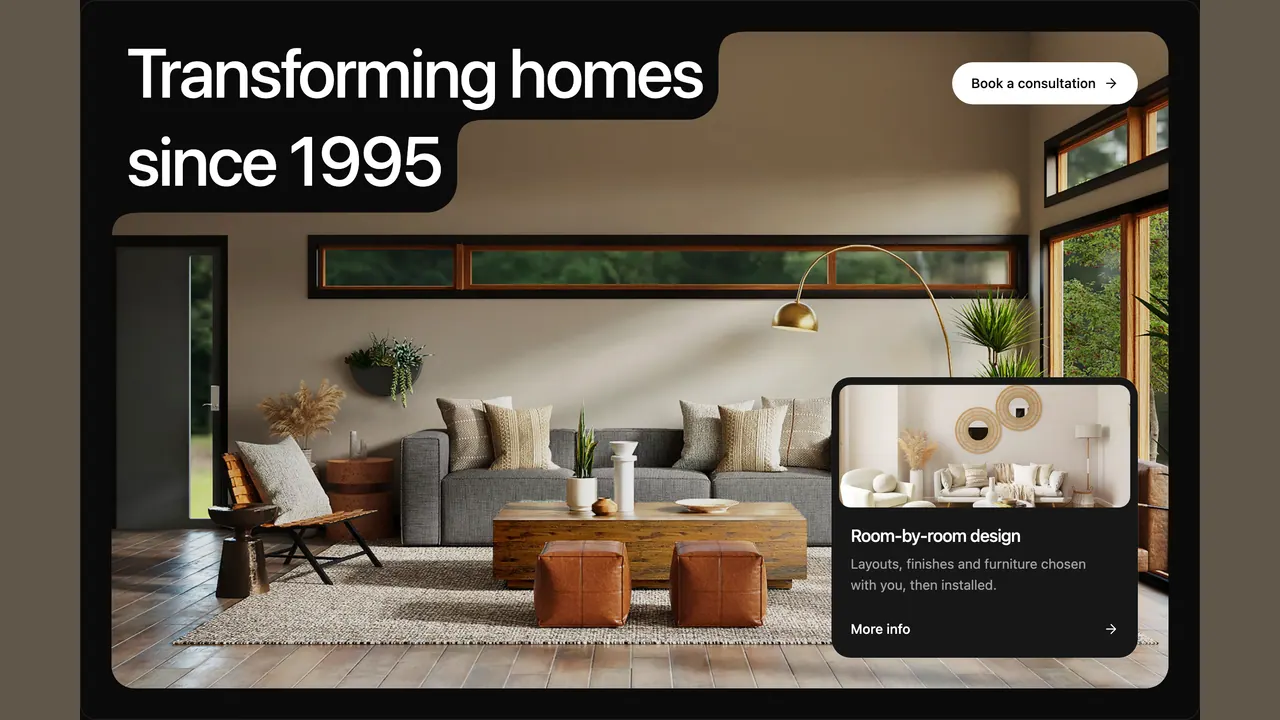 Transforming homes
since 1995
Book a consultation
Room-by-room design
Layouts, finishes and furniture chosen
with you, then installed.
More info